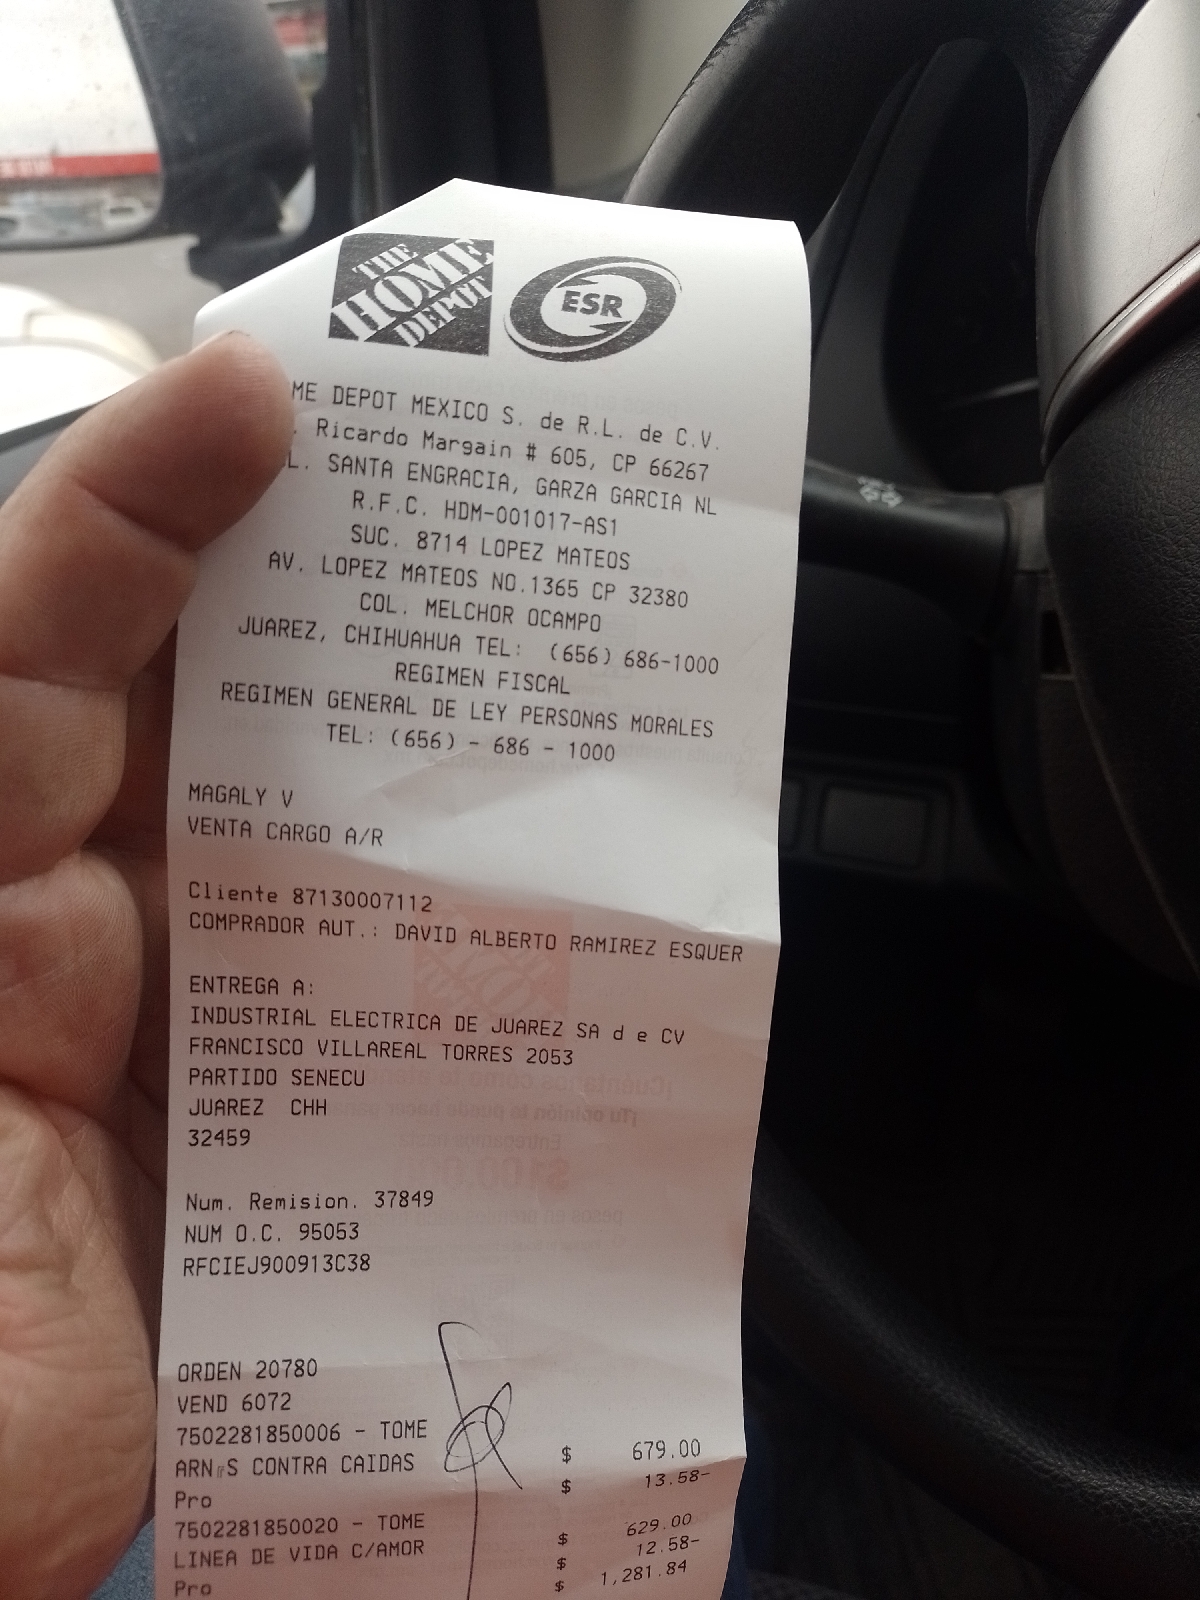 THE
HOME
DEPOT
ESR
ME DEPOT MEXICO S. de R.L. de C.V.
. Ricardo Margain # 605, CP 66267
L. SANTA ENGRACIA, GARZA GARCIA NL
R.F.C. HDM-001017-AS1
SUC. 8714 LOPEZ MATEOS
AV. LOPEZ MATEOS NO.1365 CP 32380
COL. MELCHOR OCAMPO
JUAREZ, CHIHUAHUA TEL: (656) 686-1000
REGIMEN FISCAL
REGIMEN GENERAL DE LEY PERSONAS MORALES
TEL: (656) - 686 - 1000
MAGALY V
VENTA CARGO A/R
Cliente 87130007112
COMPRADOR AUT.: DAVID ALBERTO RAMIREZ ESQUER
ENTREGA A:
INDUSTRIAL ELECTRICA DE JUAREZ SA d e CV
FRANCISCO VILLAREAL TORRES 2053
PARTIDO SENECU
JUAREZ CHH
32459
Num. Remision. 37849
NUM O.C. 95053
RFCIEJ900913C38
ORDEN 20780
VEND 6072
7502281850006 - TOME
ARN S CONTRA CAIDAS $ 679.00
Pro $ 13.58-
7502281850020 - TOME
LINEA DE VIDA C/AMOR $ 629.00
Pro $ 12.58-
$ 1,281.84